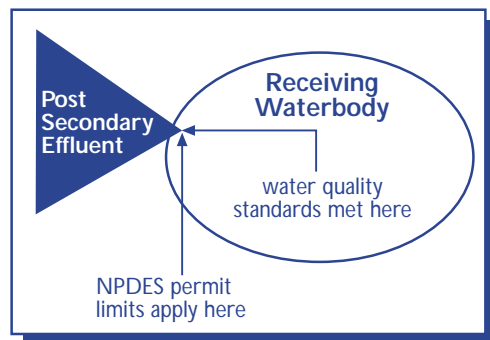 Post
Secondary
Effluent
Receiving
Waterbody
water quality
standards met here
NPDES permit
limits apply here